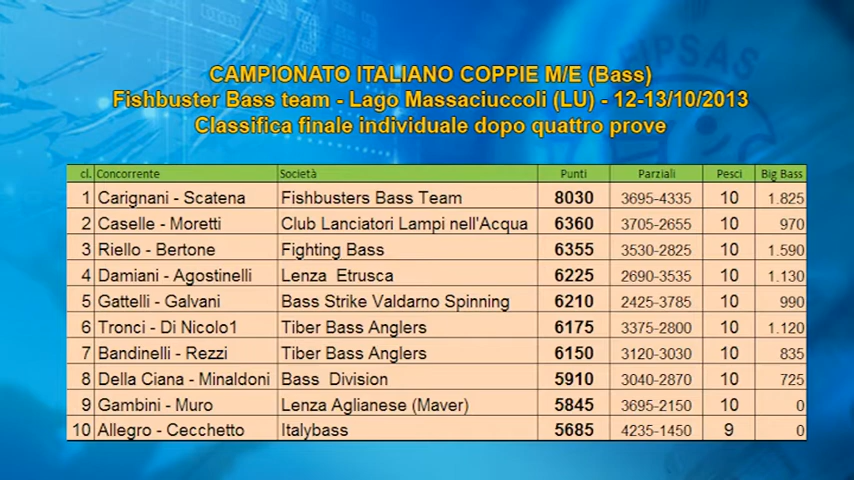 FIPSAS
CAMPIONATO ITALIANO COPPIE M/E (Bass)
Fishbuster Bass team - Lago Massaciuccoli (LU) - 12-13/10/2013
Classifica finale individuale dopo quattro prove
cl. Concorrente Società Punti Parziali Pesci Big Bass
1 Carignani - Scatena Fishbusters Bass Team 8030 3695-4335 10 1.825
2 Caselle - Moretti Club Lanciatori Lampi nell'Acqua 6360 3705-2655 10 970
3 Riello - Bertone Fighting Bass 6355 3530-2825 10 1.590
4 Damiani - Agostinelli Lenza Etrusca 6225 2690-3535 10 1.130
5 Gattelli - Galvani Bass Strike Valdarno Spinning 6210 2425-3785 10 990
6 Tronci - Di Nicolo1 Tiber Bass Anglers 6175 3375-2800 10 1.120
7 Bandinelli - Rezzi Tiber Bass Anglers 6150 3120-3030 10 835
8 Della Ciana - Minaldoni Bass Division 5910 3040-2870 10 725
9 Gambini - Muro Lenza Aglianese (Maver) 5845 3695-2150 10 0
10 Allegro - Cecchetto Italybass 5685 4235-1450 9 0